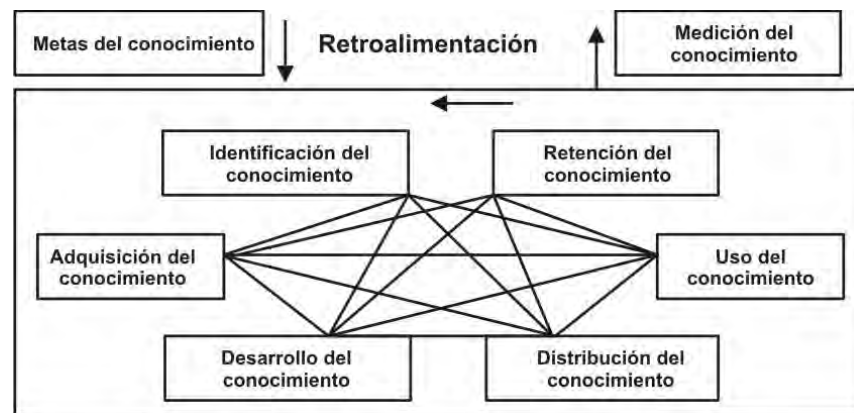 Metas del conocimiento
Retroalimentación
Medición del
conocimiento
Identificación del
conocimiento
Retención del
conocimiento
Adquisición del
conocimiento
Uso del
conocimiento
Desarrollo del
conocimiento
Distribución del
conocimiento